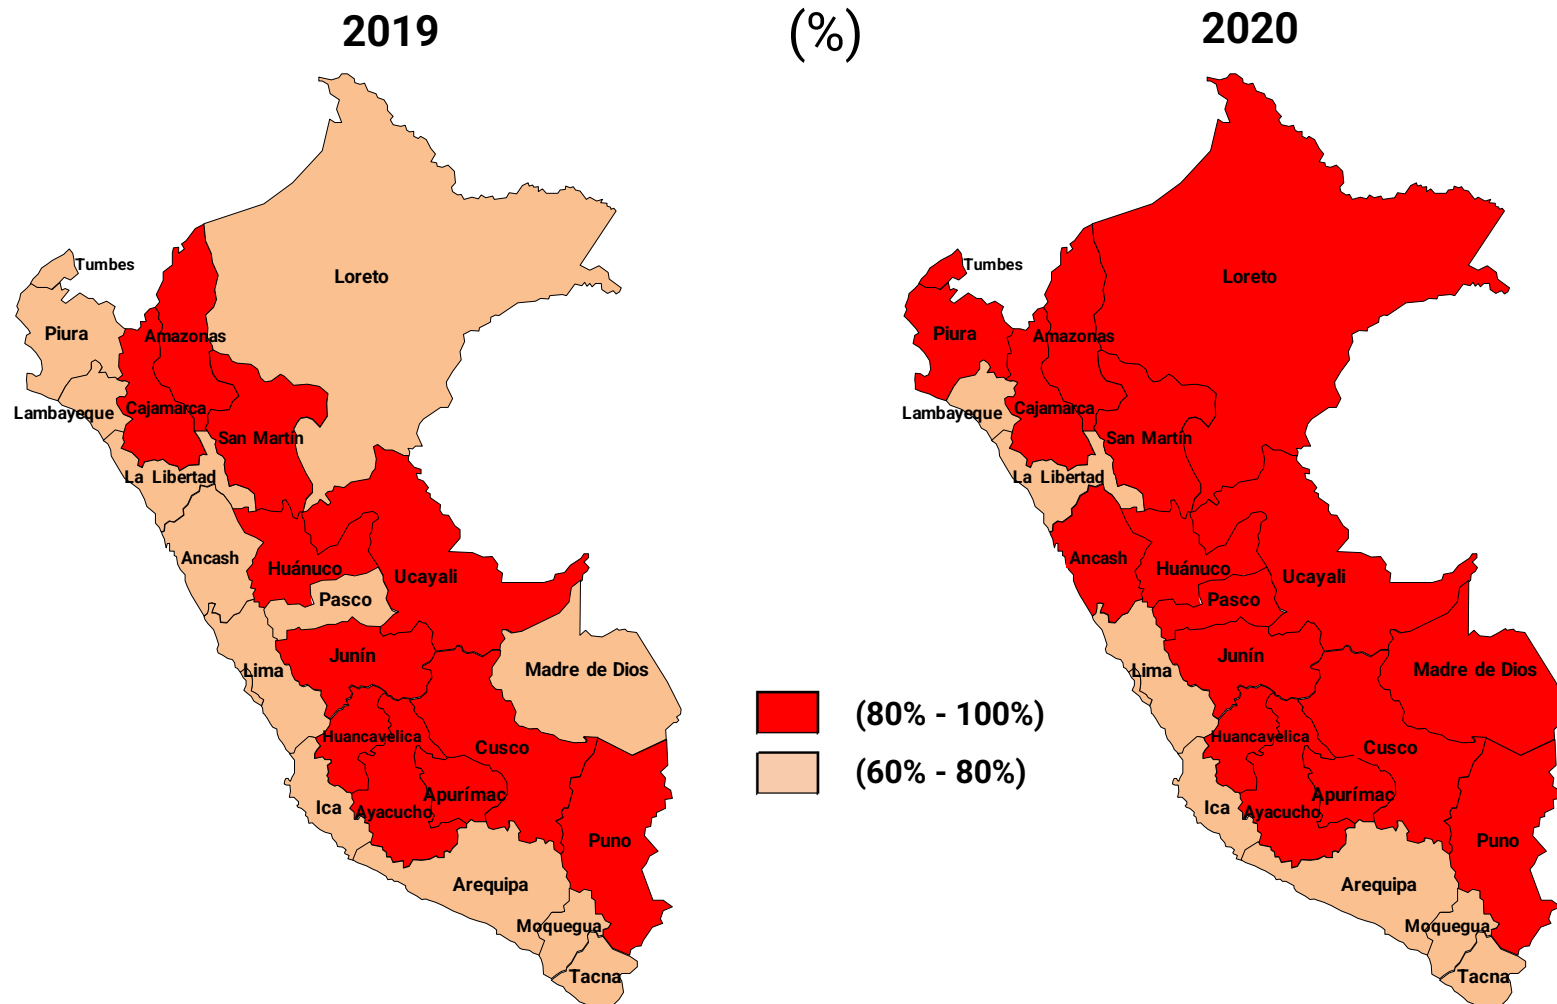 2019
(%)
2020
Tumbes
Loreto
Piura
Amazonas
Lambayeque
Cajamarca
San Martín
La Libertad
Ancash
Huánuco
Ucayali
Pasco
Junín
Lima
Madre de Dios
Huancavelica
Cusco
Ica
Ayacucho
Apurímac
Puno
Arequipa
Moquegua
Tacna
(80% - 100%)
(60% - 80%)
Tumbes
Loreto
Piura
Amazonas
Lambayeque
Cajamarca
San Martín
La Libertad
Ancash
Huánuco
Ucayali
Pasco
Junín
Lima
Madre de Dios
Huancavelica
Cusco
Ica
Ayacucho
Apurímac
Puno
Arequipa
Moquegua
Tacna